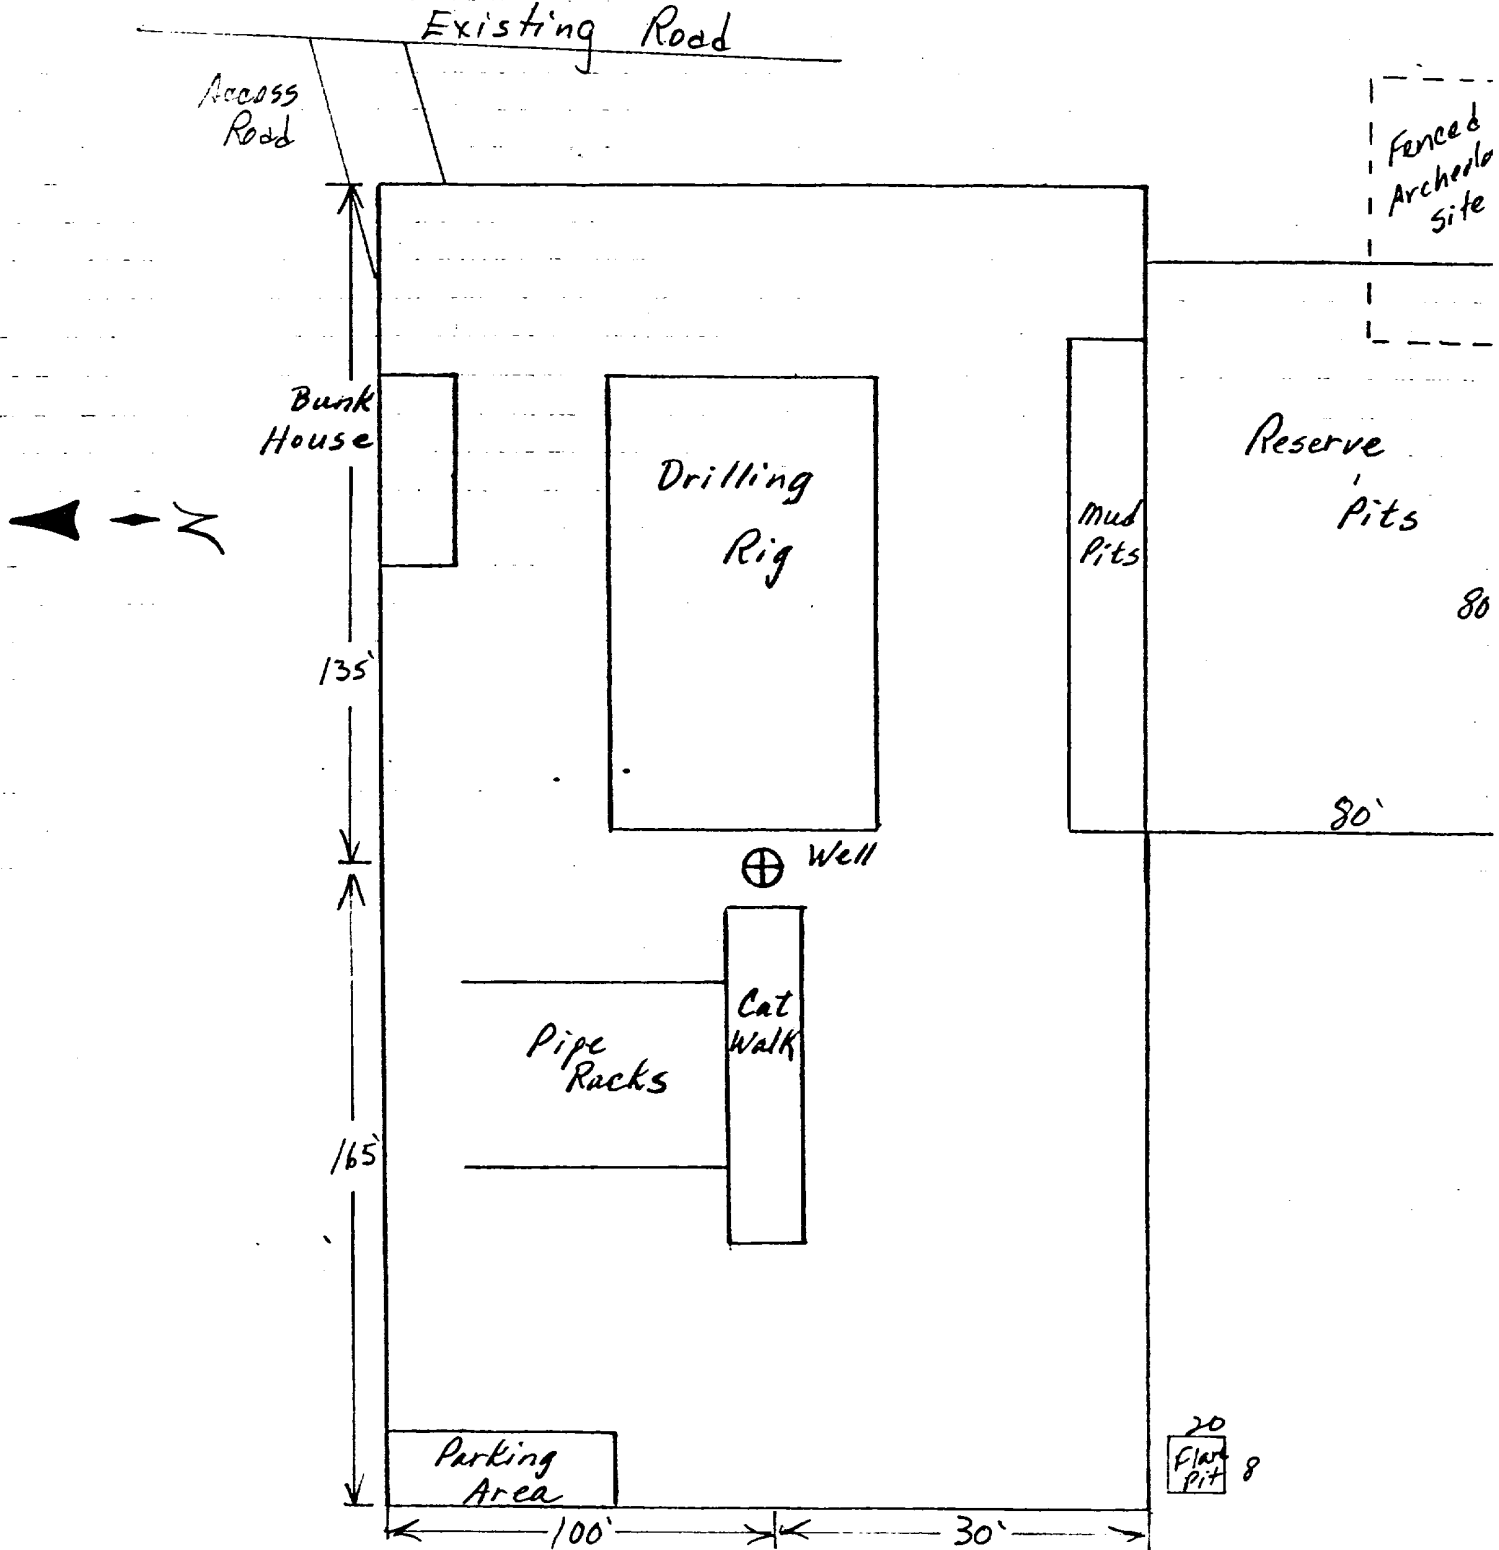 Existing Road
Access
Road
Fenced
Archeolo
site
Bunk
House
Drilling
Rig
Mud
Pits
Reserve
Pits
N
80
135'
80'
Well
Cat
Walk
Pipe
Racks
165'
20
Flare
Pit
8
Parking
Area
100'
30'